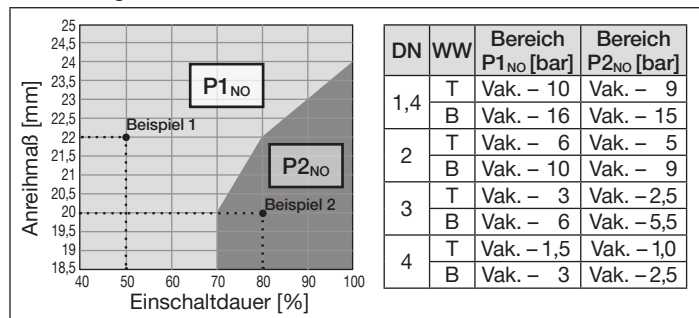 25
24,5
24
23,5
23
22,5
22
21,5
21
20,5
20
19,5
19
18,5
Anreihmaß [mm]
P1NO
Beispiel 1
P2NO
Beispiel 2
40 50 60 70 80 90 100
Einschaltdauer [%]
DN WW Bereich P1NO [bar] Bereich P2NO [bar]
1,4 T Vak. – 10 Vak. – 9
B Vak. – 16 Vak. – 15
2 T Vak. – 6 Vak. – 5
B Vak. – 10 Vak. – 9
3 T Vak. – 3 Vak. – 2,5
B Vak. – 6 Vak. – 5,5
4 T Vak. – 1,5 Vak. – 1,0
B Vak. – 3 Vak. – 2,5